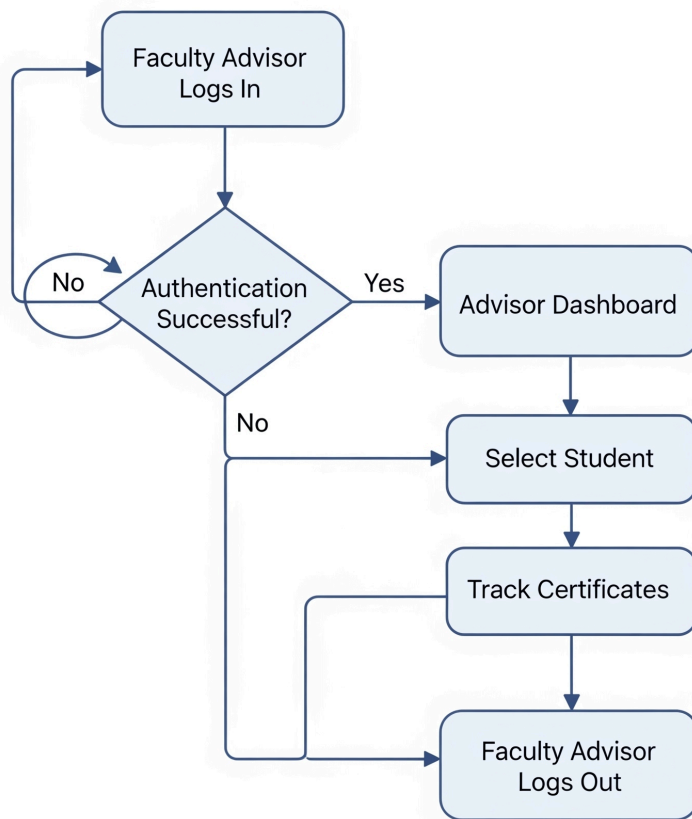 Faculty Advisor
Logs In
No
Authentication
Successful?
Yes
Advisor Dashboard
No
Select Student
Track Certificates
Faculty Advisor
Logs Out